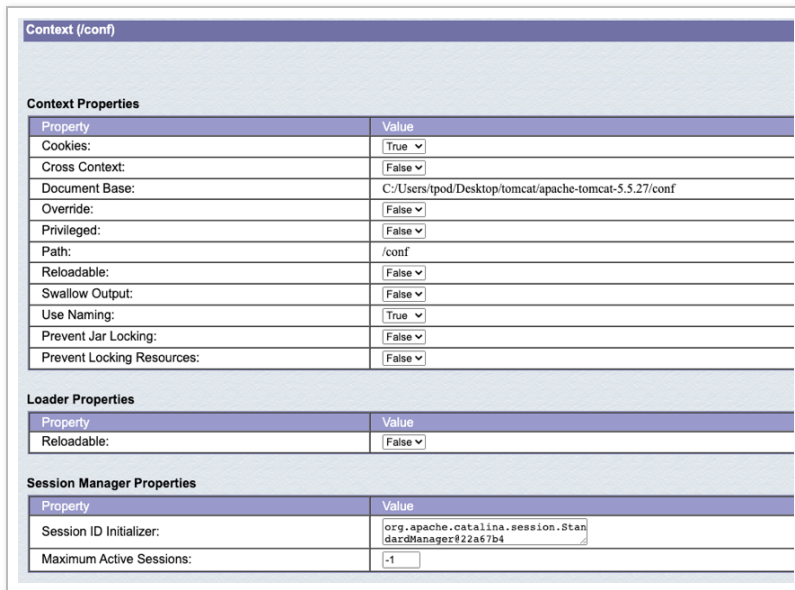 Context (/conf)
Context Properties
Property Value
Cookies: True
Cross Context: False
Document Base: C:/Users/tpod/Desktop/tomcat/apache-tomcat-5.5.27/conf
Override: False
Privileged: False
Path: /conf
Reloadable: False
Swallow Output: False
Use Naming: True
Prevent Jar Locking: False
Prevent Locking Resources: False
Loader Properties
Property Value
Reloadable: False
Session Manager Properties
Property Value
Session ID Initializer: org.apache.catalina.session.Stan
dardManager@22a67b4
Maximum Active Sessions: -1